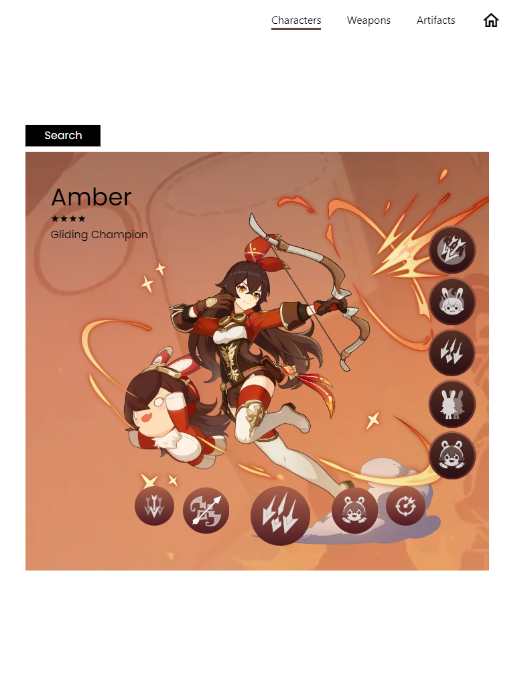 Characters Weapons Artifacts
Search
Amber
★★★★
Gliding Champion